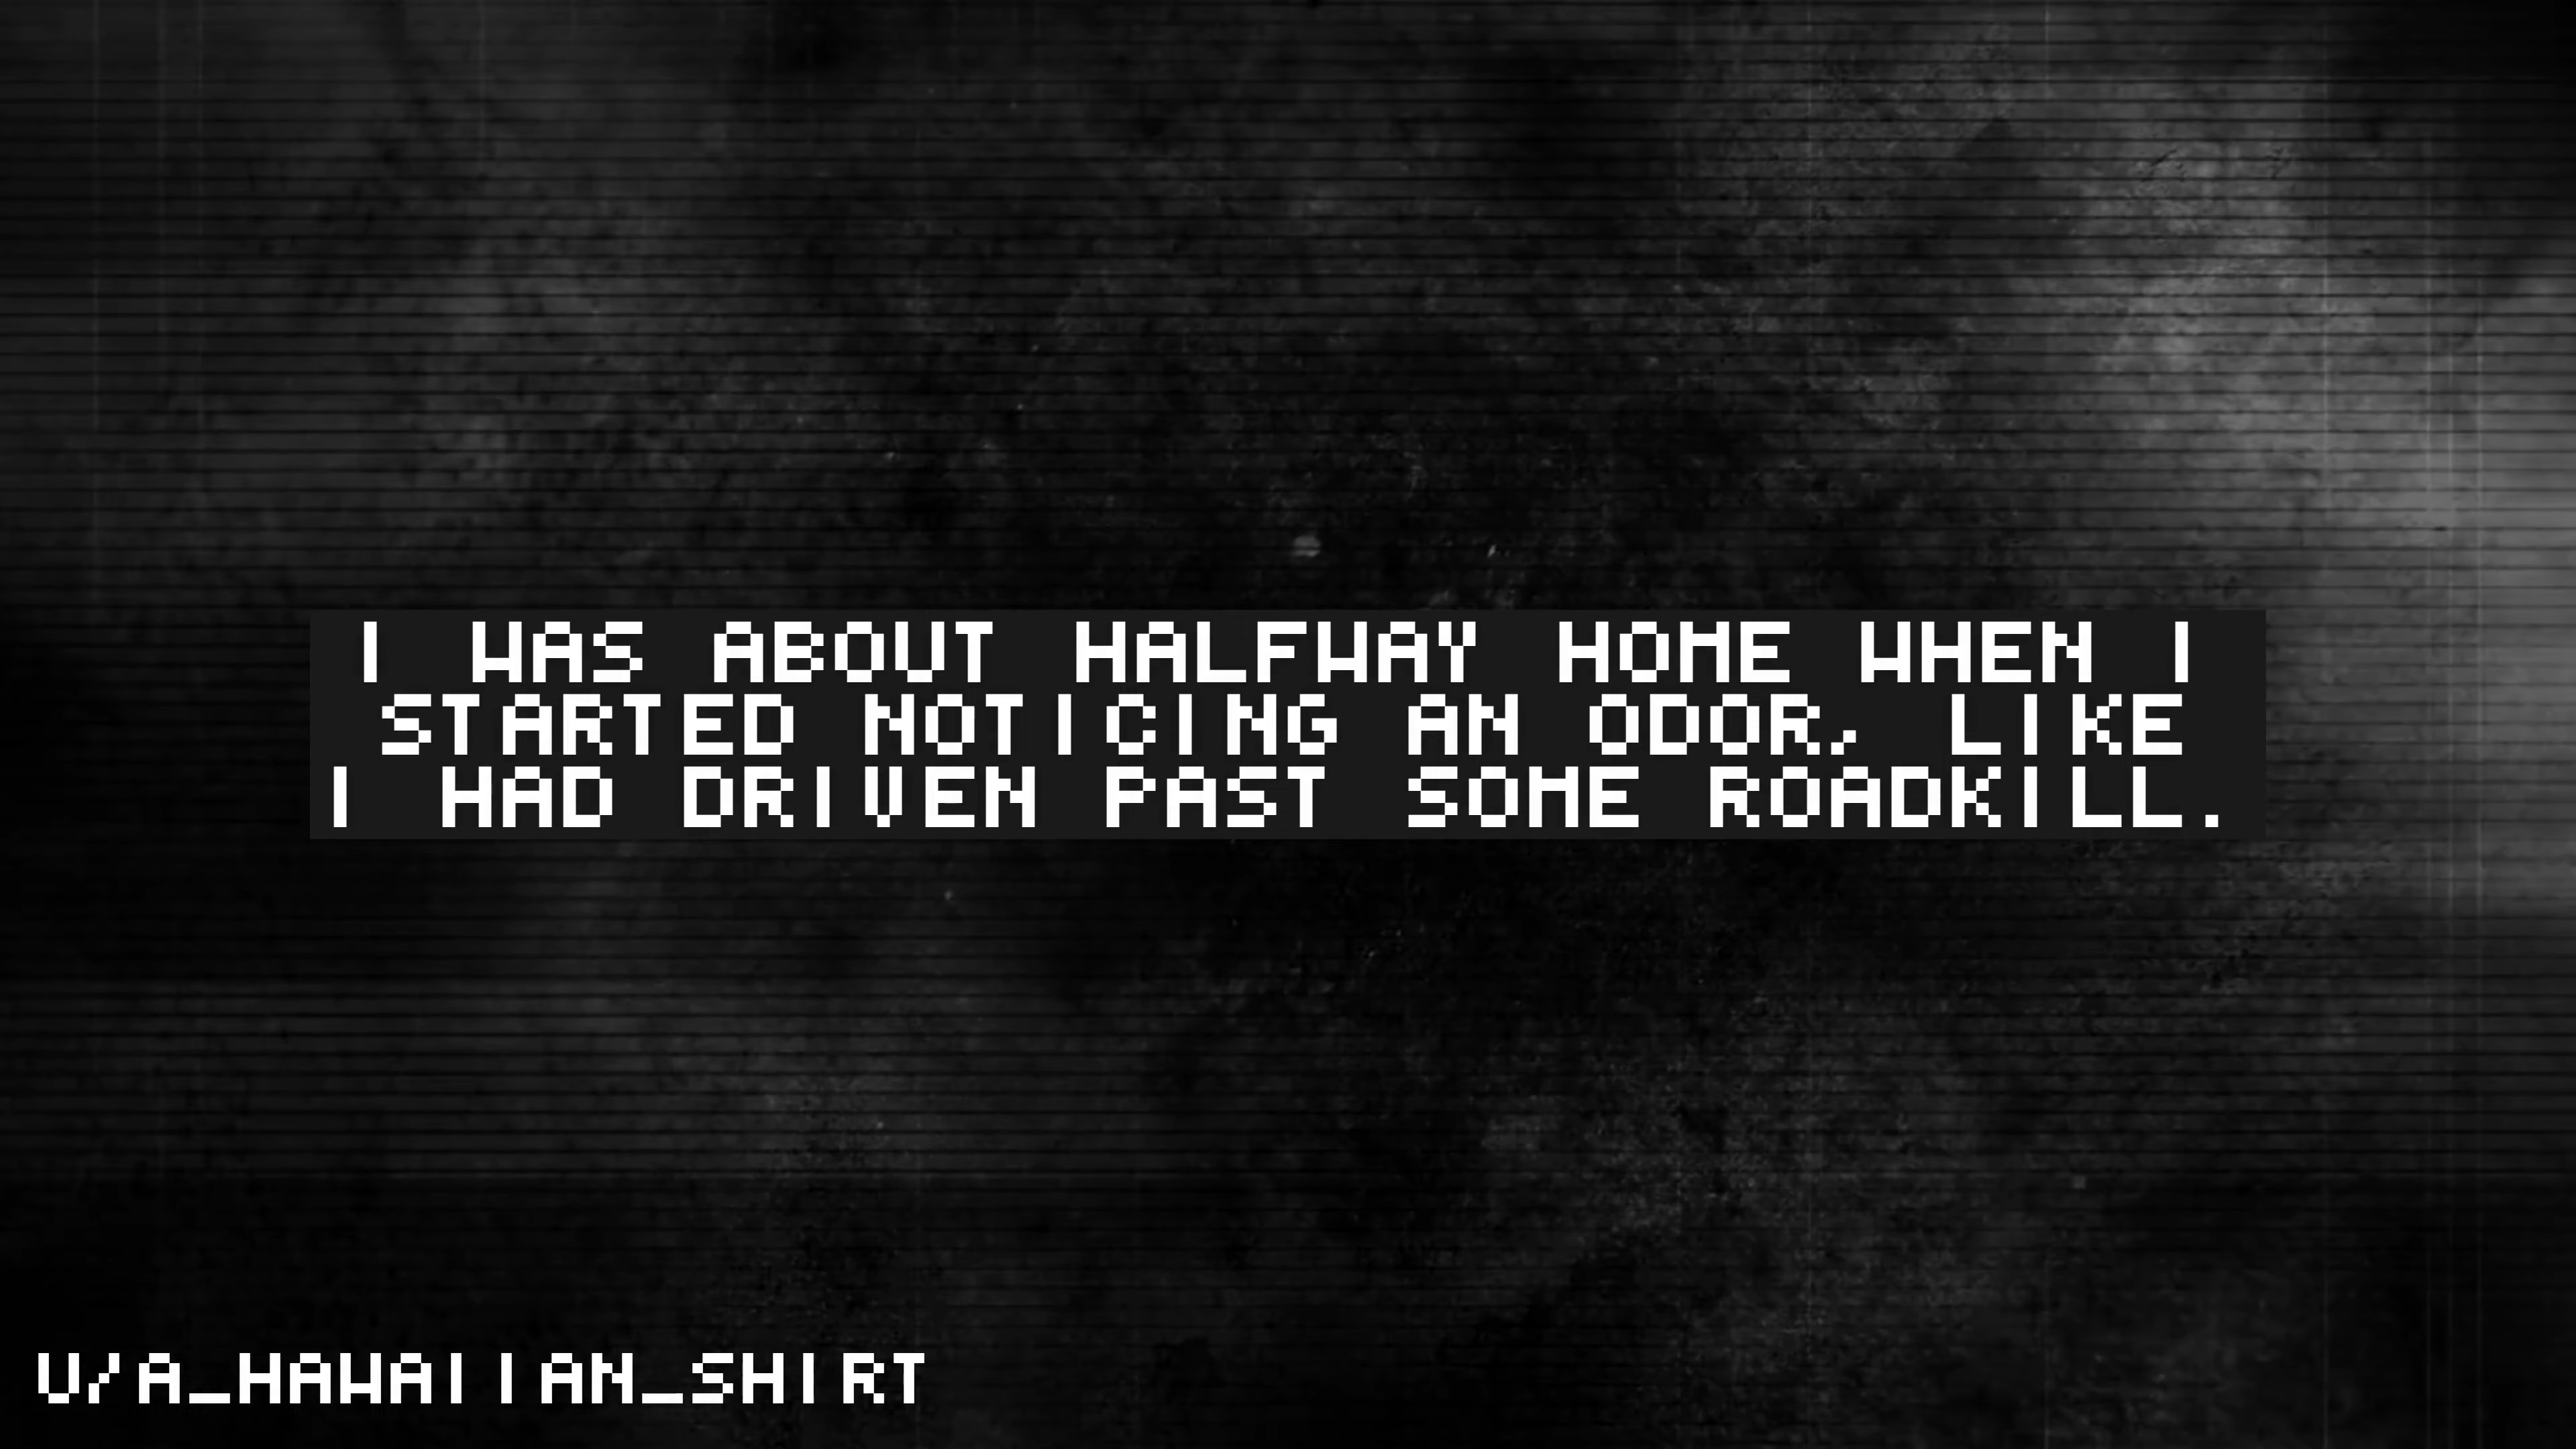 I WAS ABOUT HALFWAY HOME WHEN I
STARTED NOTICING AN ODOR, LIKE
I HAD DRIVEN PAST SOME ROADKILL.
U/A_HAWAIIAN_SHIRT